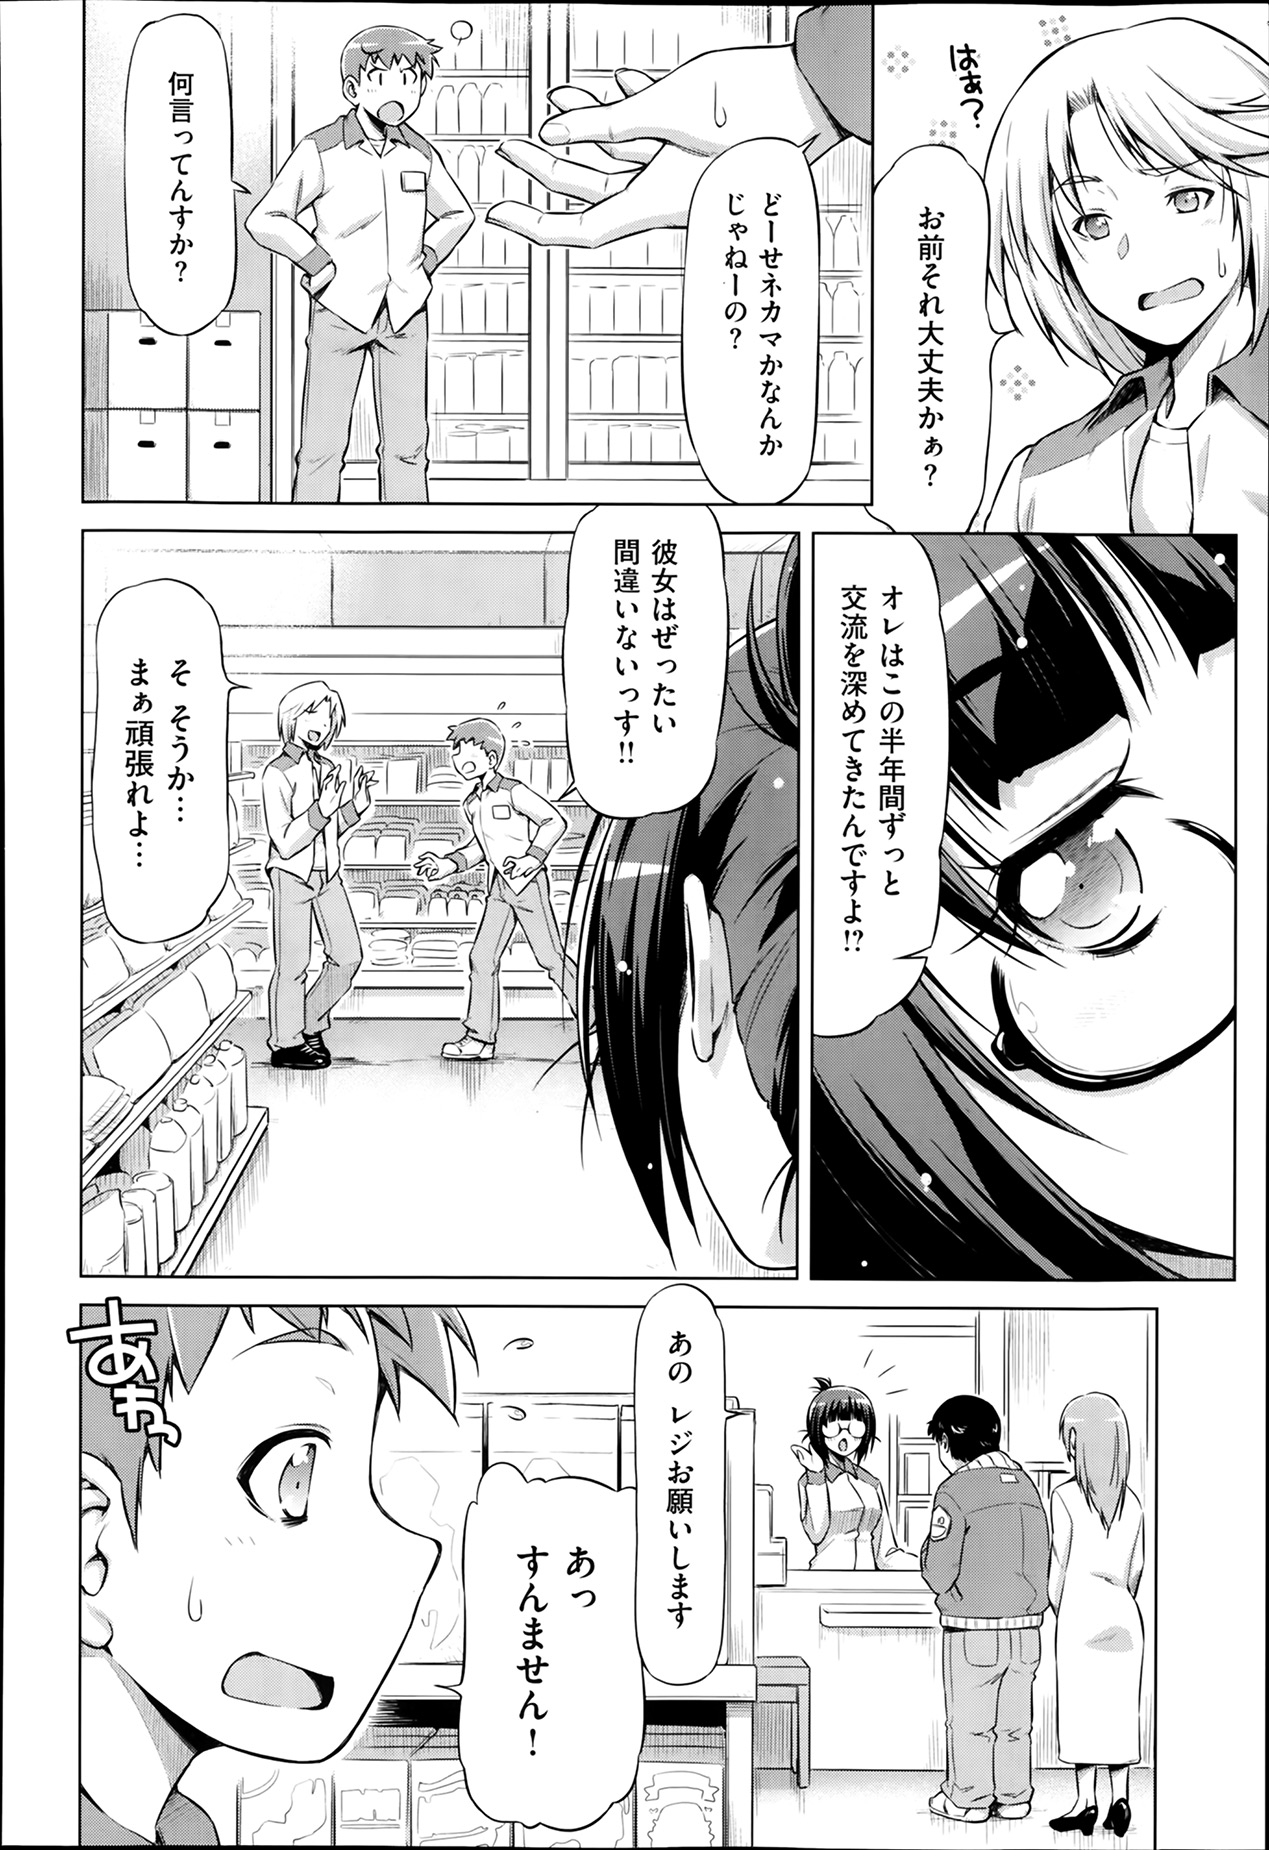 はぁ?
お前それ大丈夫かぁ?
どーせネカマかなんか
じゃねーの?
何言ってんすか?
オレはこの半年間ずっと
交流を深めてきたんですよ!?
彼女はぜったい
間違いないっす!!
そ そうか…
まぁ頑張れよ…
あの レジお願いします
あっ
すんません!
あわっ